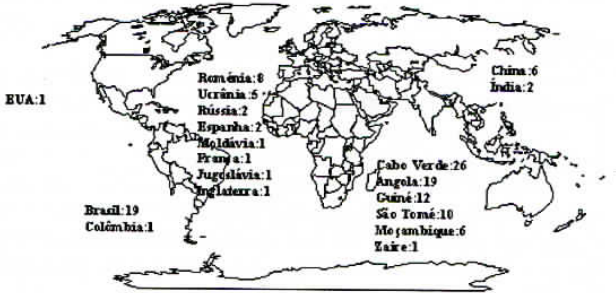 EUA:1
Roménia:8
Ucrânia:5
Rússia:2
Espanha:2
Moldávia:1
França:1
Jugoslávia:1
Inglaterra:1
China:6
Índia:2
Cabo Verde:26
Angola:19
Guiné:12
São Tomé:10
Moçambique:6
Zaire:1
Brasil:19
Colômbia:1